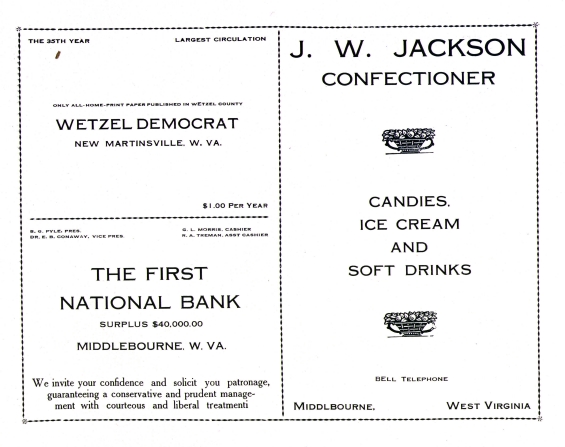 THE 35TH YEAR LARGEST CIRCULATION
ONLY ALL-HOME-PRINT PAPER PUBLISHED IN WETZEL COUNTY
WETZEL DEMOCRAT
NEW MARTINSVILLE, W. VA.
$1.00 PER YEAR
B. G. PYLE, PRES. G. L. MORRIS, CASHIER
DR. E. B. CONAWAY, VICE PRES. R. A. TREMAN, ASST CASHIER
THE FIRST
NATIONAL BANK
SURPLUS $40,000.00
MIDDLEBOURNE, W. VA.
We invite your confidence and solicit you patronage,
guaranteeing a conservative and prudent manage-
ment with courteous and liberal treatmenti
J. W. JACKSON
CONFECTIONER
CANDIES,
ICE CREAM
AND
SOFT DRINKS
BELL TELEPHONE
MIDDLBOURNE, WEST VIRGINIA